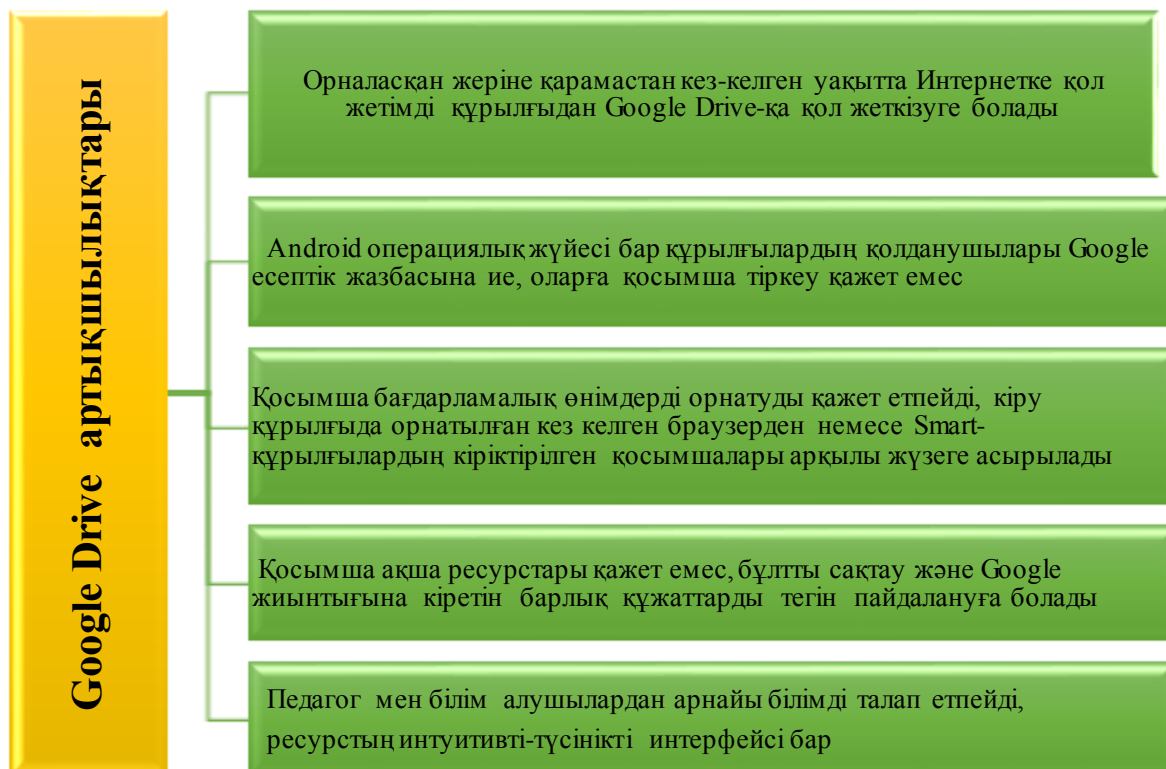 Google Drive артықшылықтары
Орналасқан жеріне қарамастан кез-келген уақытта Интернетке қол
жетімді құрылғыдан Google Drive-қа қол жеткізуге болады
Android операциялық жүйесі бар құрылғылардың қолданушылары Google
есептік жазбасына ие, оларға қосымша тіркеу қажет емес
Қосымша бағдарламалық өнімдерді орнатуды қажет етпейді, кіру
құрылғыда орнатылған кез келген браузерден немесе Smart-
құрылғылардың кіріктірілген қосымшалары арқылы жүзеге асырылады
Қосымша ақша ресурстары қажет емес, бұлтты сақтау және Google
жиынтығына кіретін барлық құжаттарды тегін пайдалануға болады
Педагог мен білім алушылардан арнайы білімді талап етпейді,
ресурстың интуитивті-түсінікті интерфейсі бар